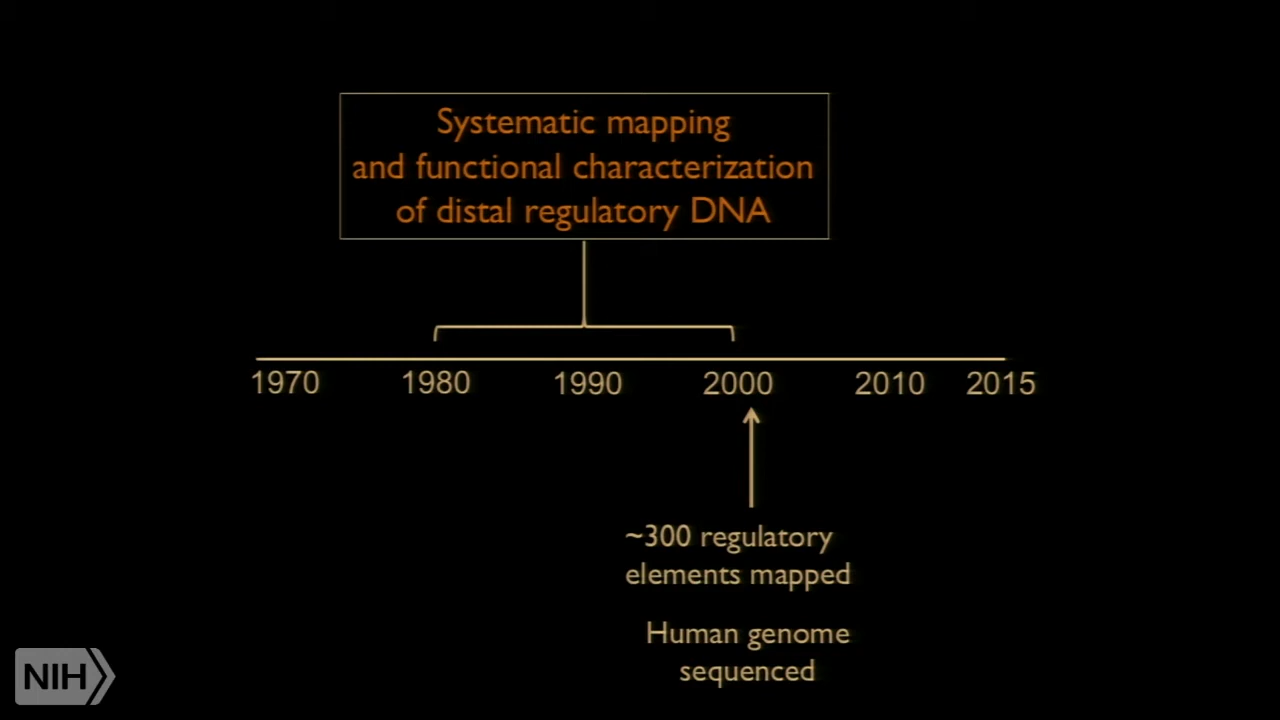 Systematic mapping
and functional characterization
of distal regulatory DNA
1970 1980 1990 2000 2010 2015
~300 regulatory
elements mapped
Human genome
sequenced
NIH